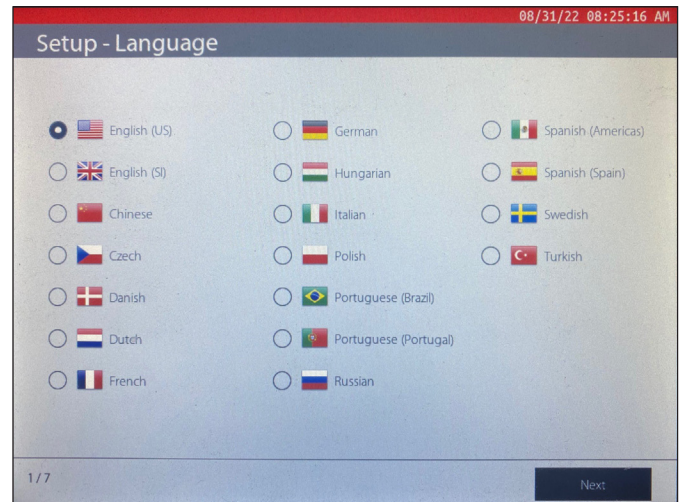 08/31/22 08:25:16 AM
Setup - Language
English (US)
English (SI)
Chinese
Czech
Danish
Dutch
French
German
Hungarian
Italian
Polish
Portuguese (Brazil)
Portuguese (Portugal)
Russian
Spanish (Americas)
Spanish (Spain)
Swedish
Turkish
1/7
Next